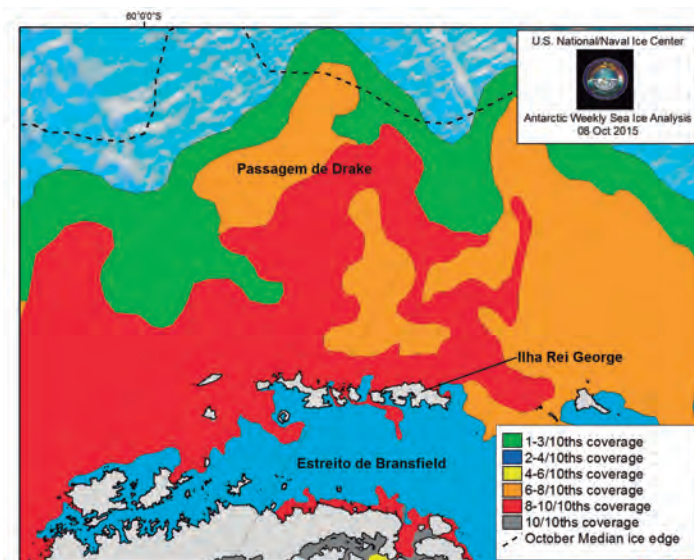 60°0'0"S
U.S. National/Naval Ice Center
Antarctic Weekly Sea Ice Analysis
08 Oct 2015
Passagem de Drake
Ilha Rei George
Estreito de Bransfield
1-3/10ths coverage
2-4/10ths coverage
4-6/10ths coverage
6-8/10ths coverage
8-10/10ths coverage
10/10ths coverage
October Median ice edge